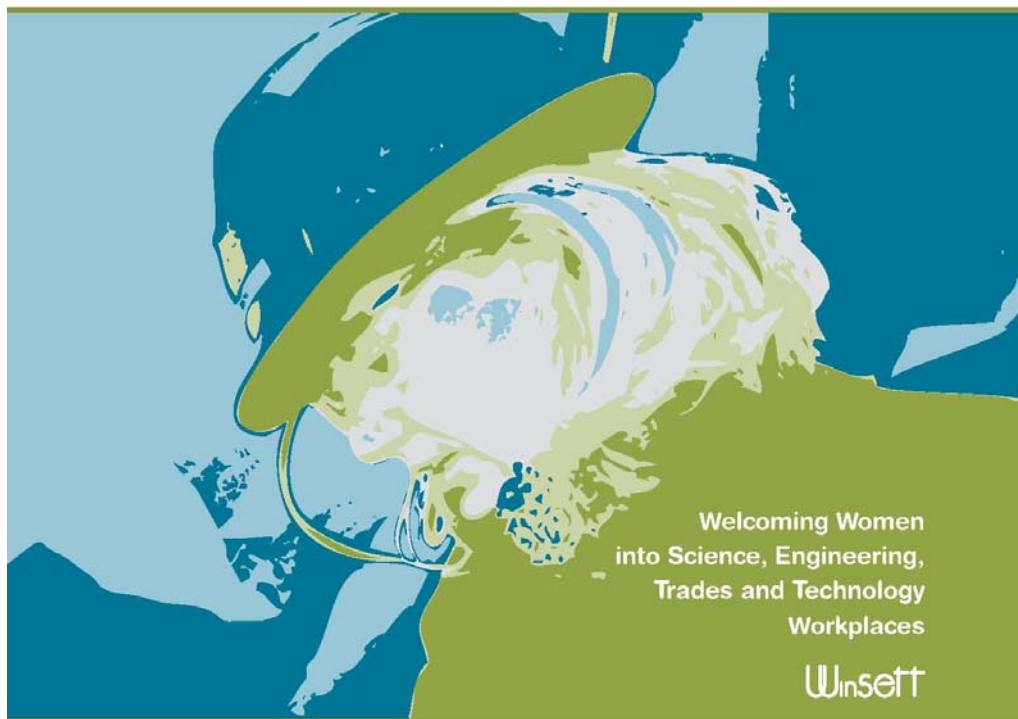 Welcoming Women
into Science, Engineering,
Trades and Technology
Workplaces
WinSETT